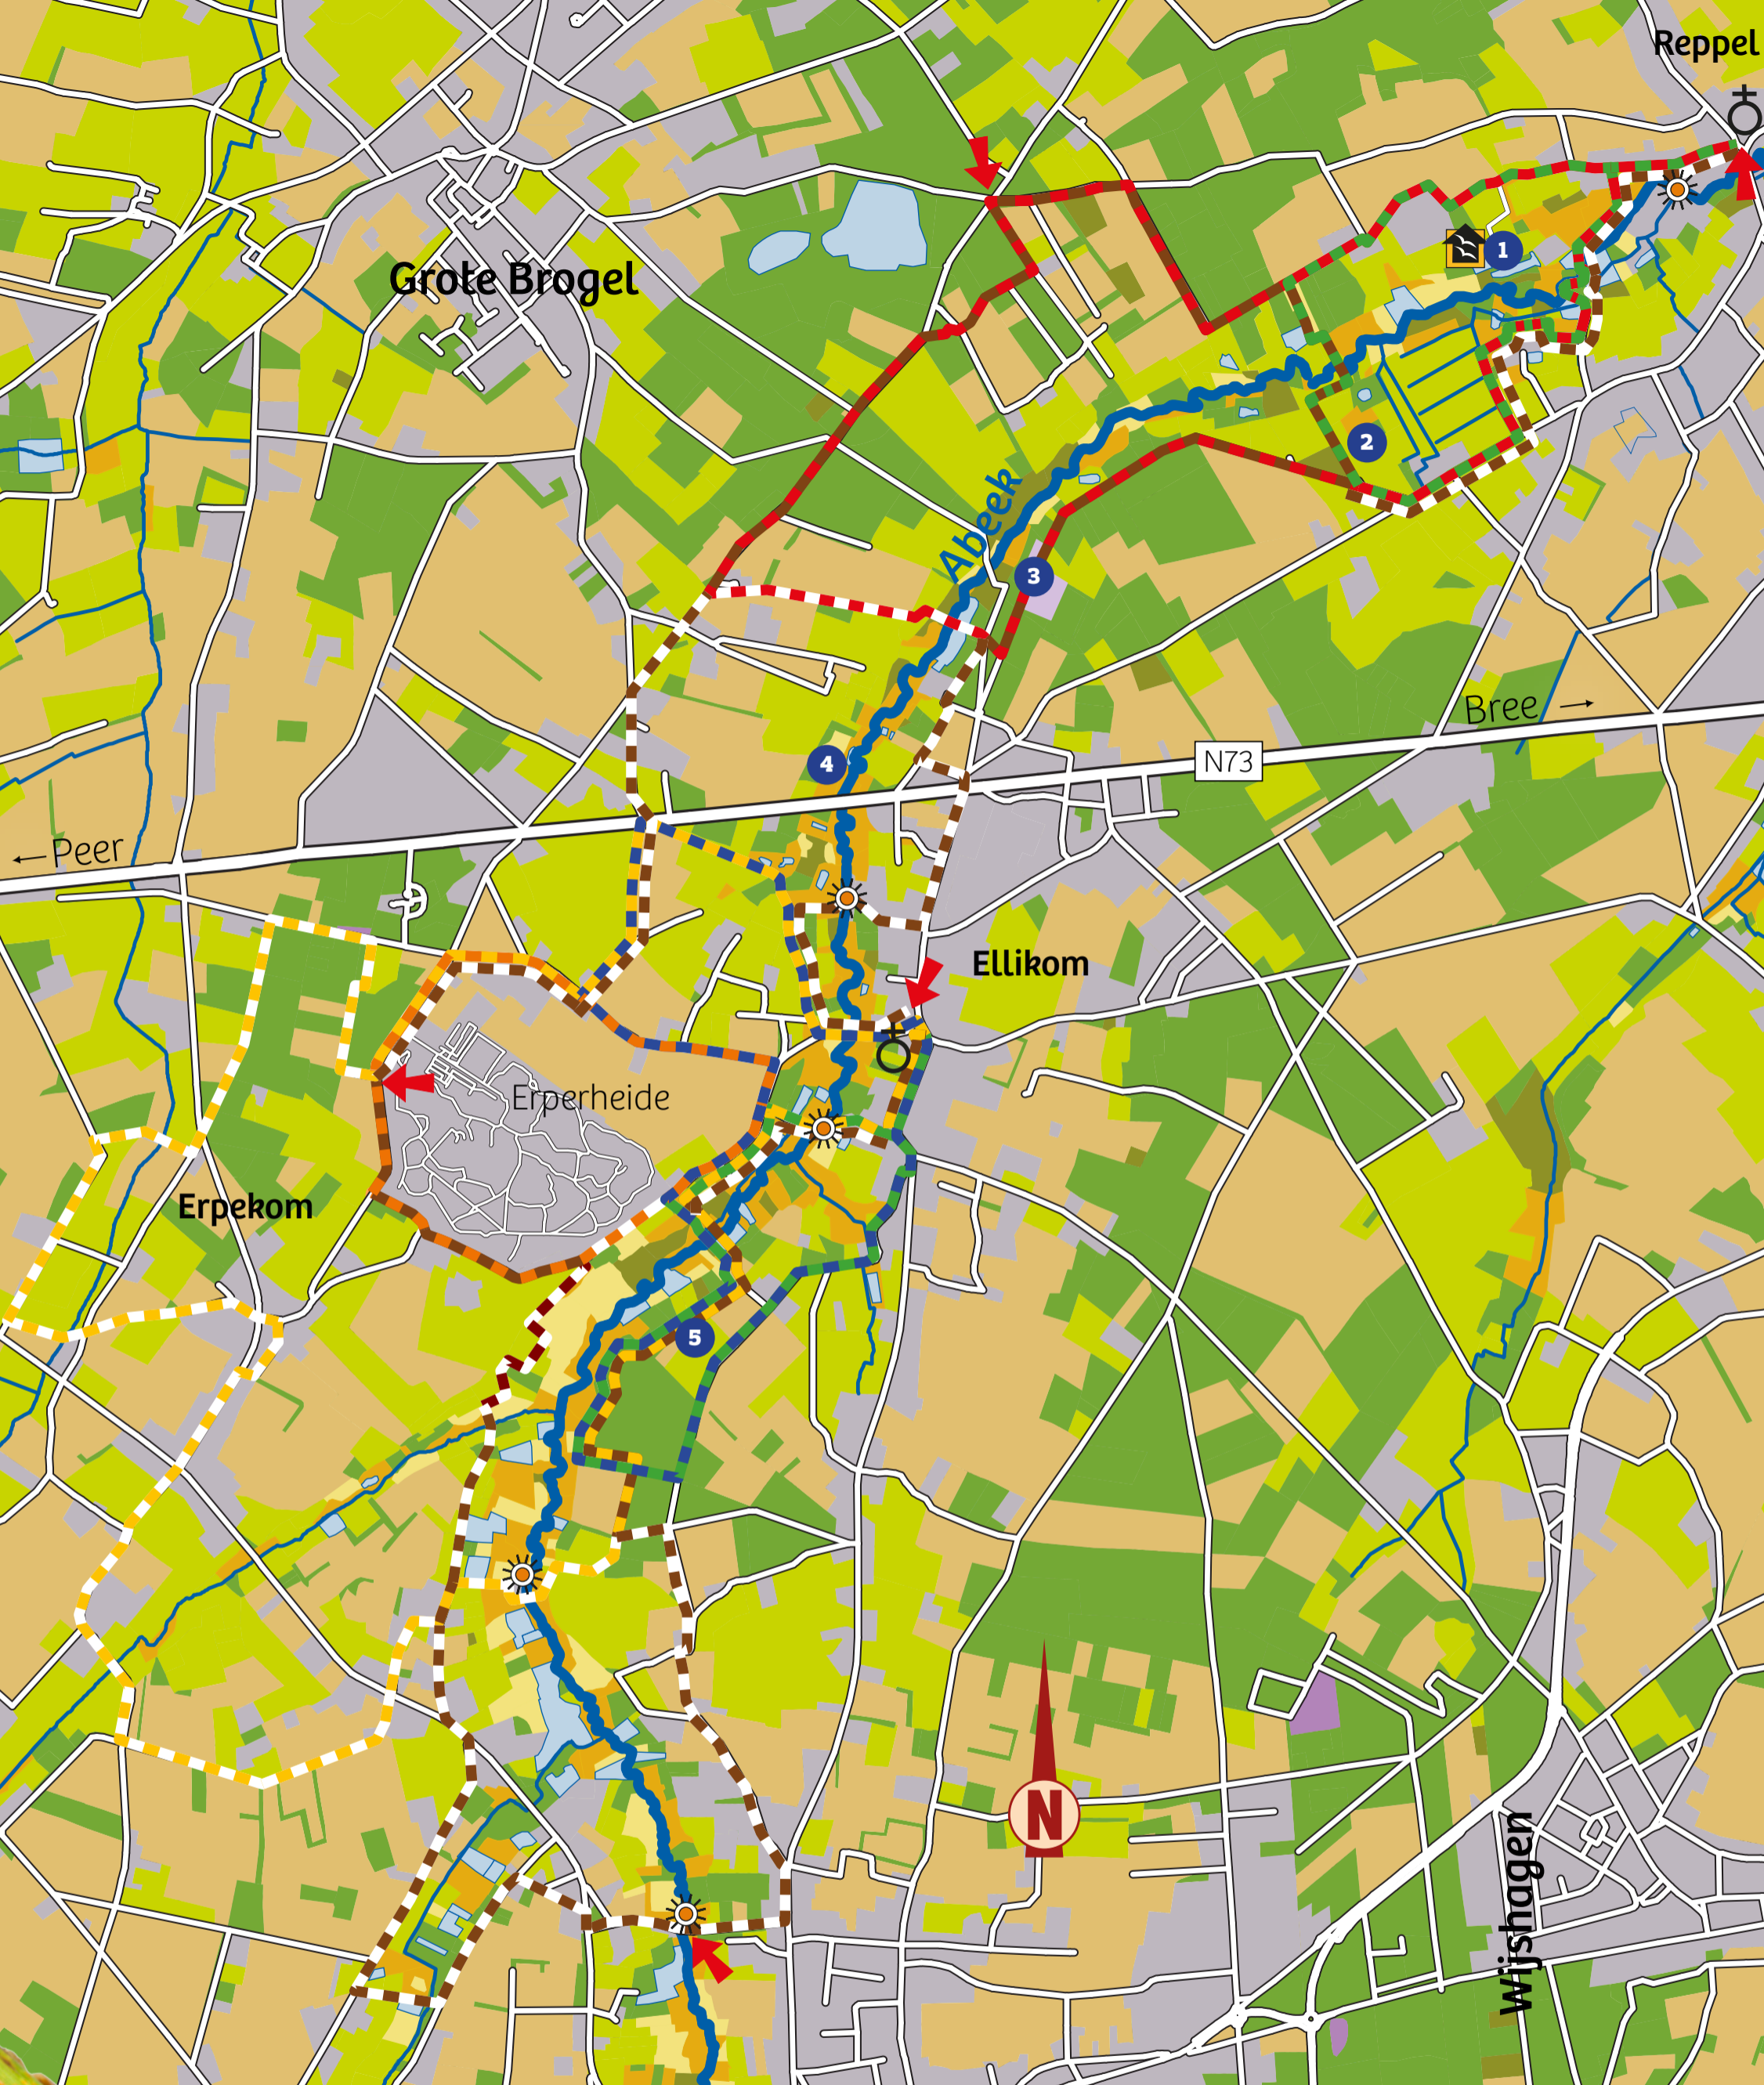 Reppel
1
Grote Brogel
2
Abeek
3
Bree →
4
N73
← Peer
Ellikom
Erperheide
Erpekom
5
N
Wijshagen